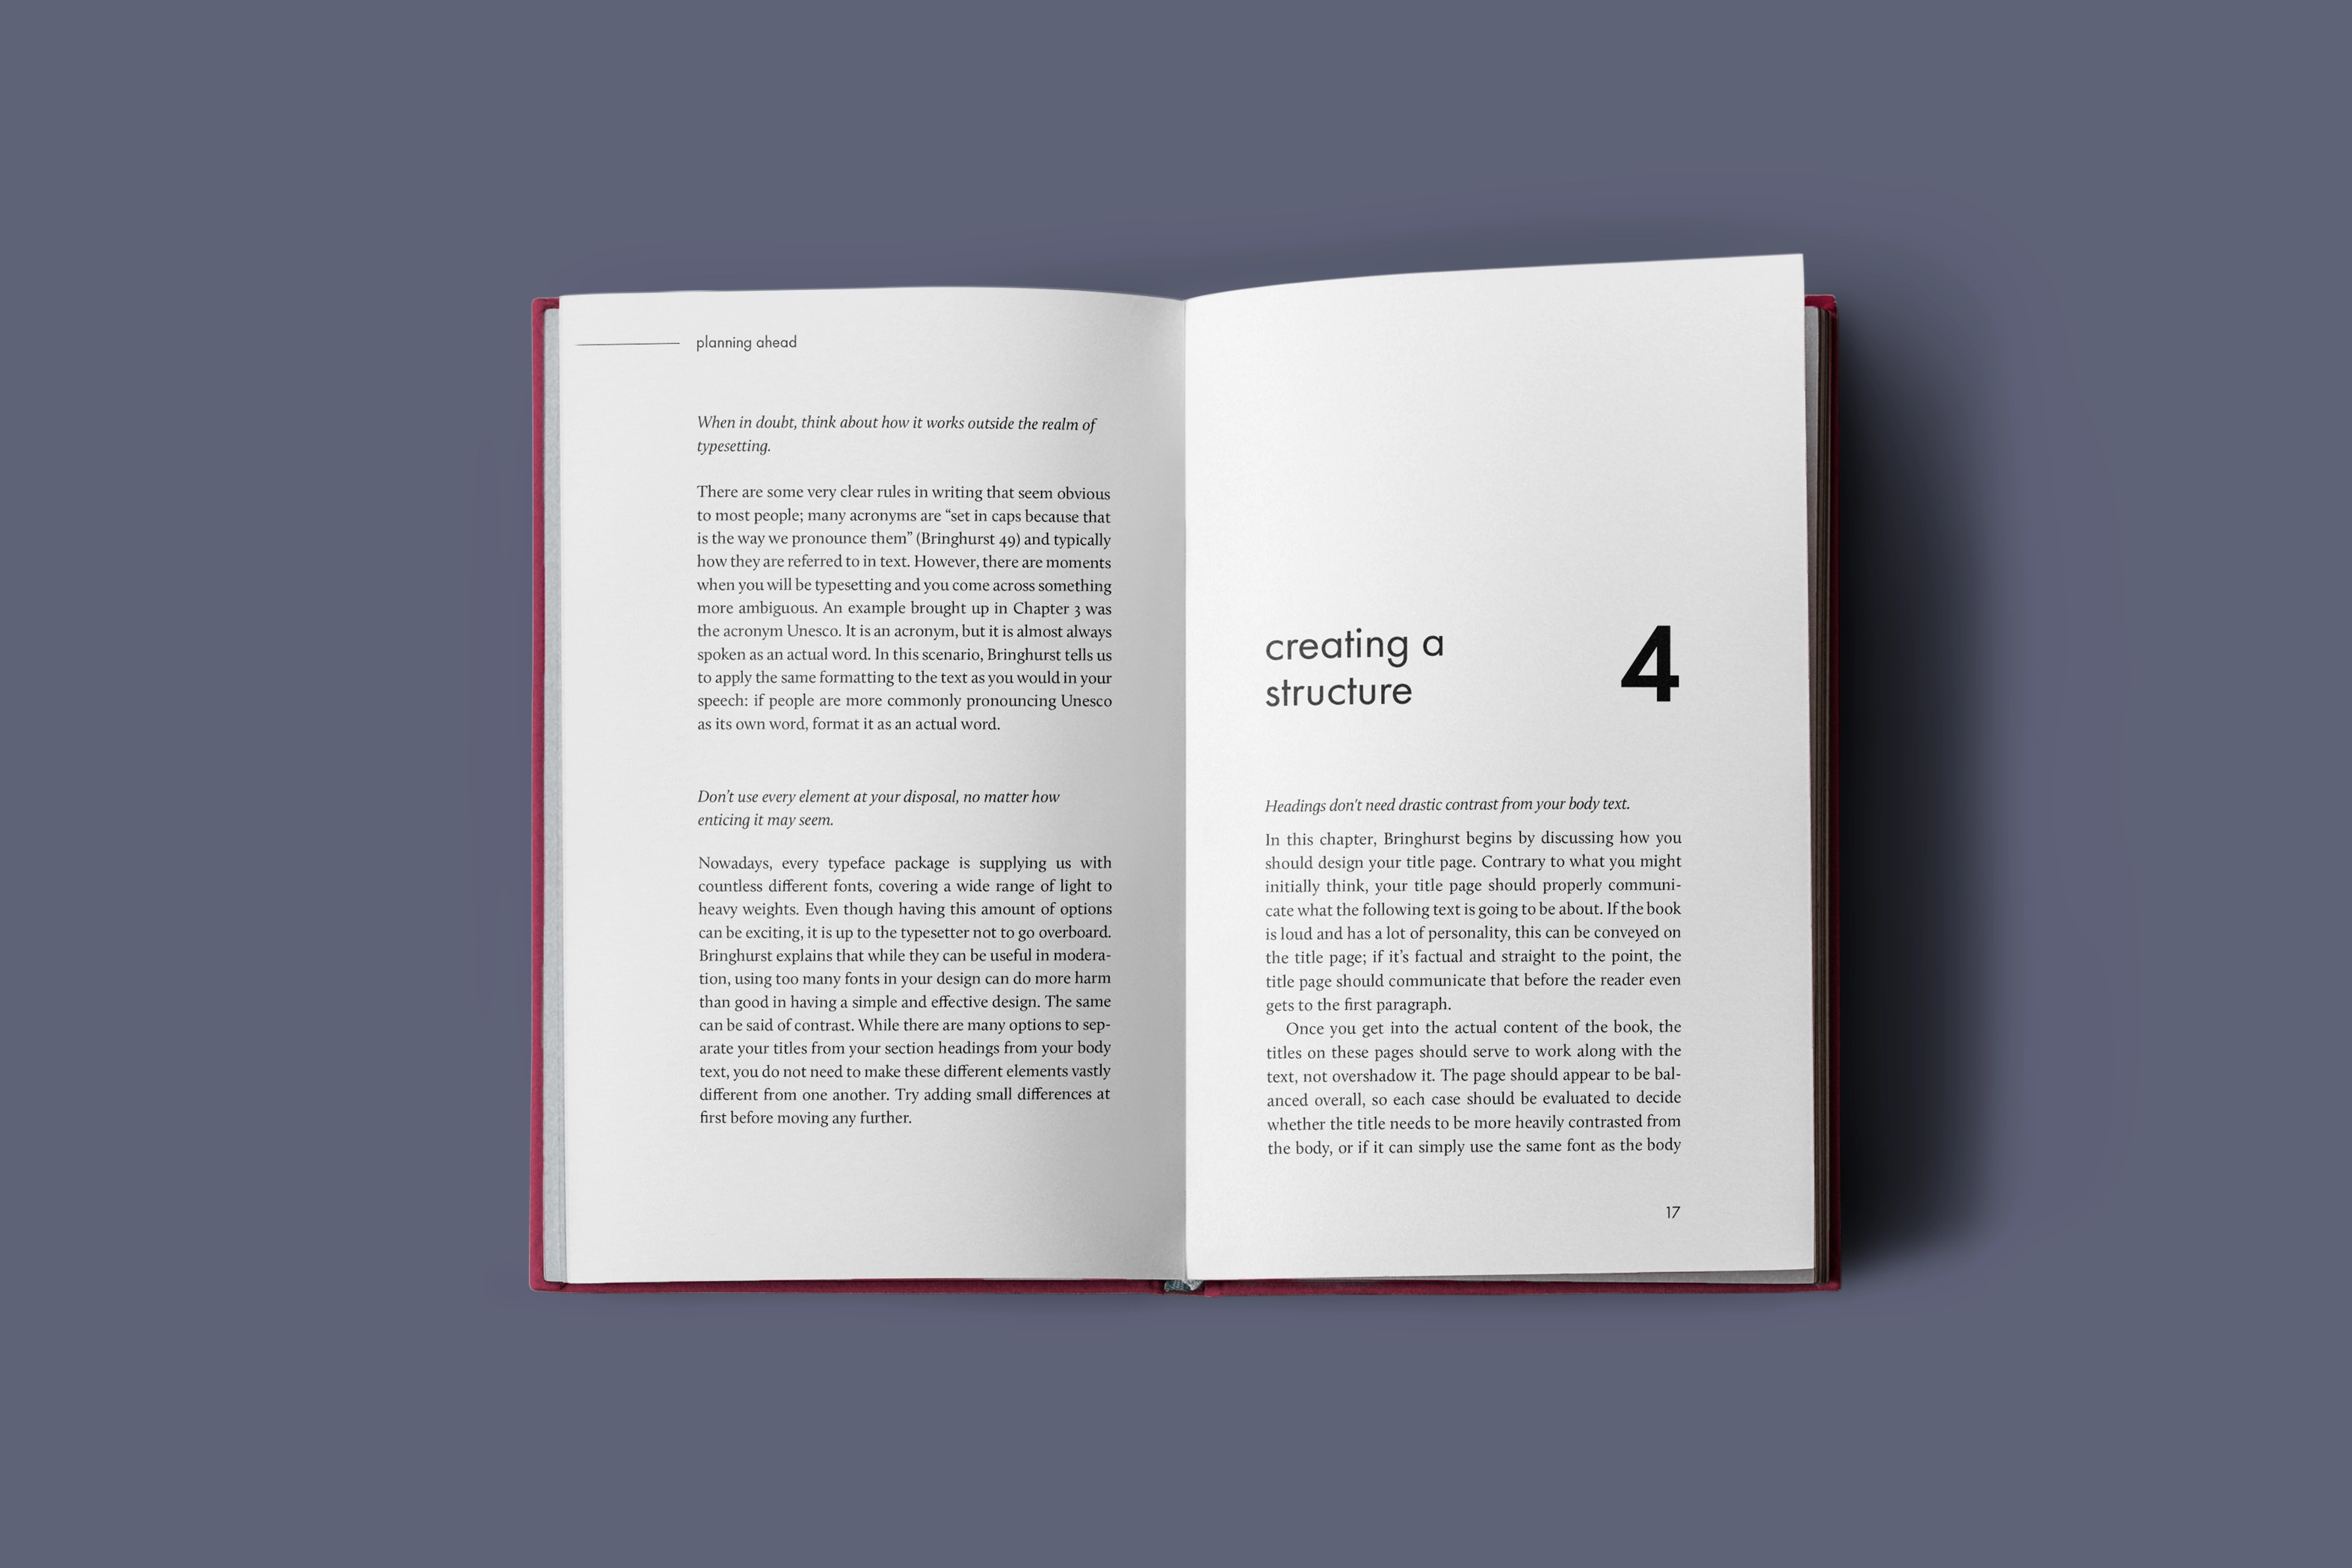 planning ahead
When in doubt, think about how it works outside the realm of
typesetting.
There are some very clear rules in writing that seem obvious
to most people; many acronyms are “set in caps because that
is the way we pronounce them” (Bringhurst 49) and typically
how they are referred to in text. However, there are moments
when you will be typesetting and you come across something
more ambiguous. An example brought up in Chapter 3 was
the acronym Unesco. It is an acronym, but it is almost always
spoken as an actual word. In this scenario, Bringhurst tells us
to apply the same formatting to the text as you would in your
speech: if people are more commonly pronouncing Unesco
as its own word, format it as an actual word.
Don’t use every element at your disposal, no matter how
enticing it may seem.
Nowadays, every typeface package is supplying us with
countless different fonts, covering a wide range of light to
heavy weights. Even though having this amount of options
can be exciting, it is up to the typesetter not to go overboard.
Bringhurst explains that while they can be useful in modera-
tion, using too many fonts in your design can do more harm
than good in having a simple and effective design. The same
can be said of contrast. While there are many options to sep-
arate your titles from your section headings from your body
text, you do not need to make these different elements vastly
different from one another. Try adding small differences at
first before moving any further.
creating a
structure
4
Headings don’t need drastic contrast from your body text.
In this chapter, Bringhurst begins by discussing how you
should design your title page. Contrary to what you might
initially think, your title page should properly communi-
cate what the following text is going to be about. If the book
is loud and has a lot of personality, this can be conveyed on
the title page; if it’s factual and straight to the point, the
title page should communicate that before the reader even
gets to the first paragraph.
Once you get into the actual content of the book, the
titles on these pages should serve to work along with the
text, not overshadow it. The page should appear to be bal-
anced overall, so each case should be evaluated to decide
whether the title needs to be more heavily contrasted from
the body, or if it can simply use the same font as the body
17